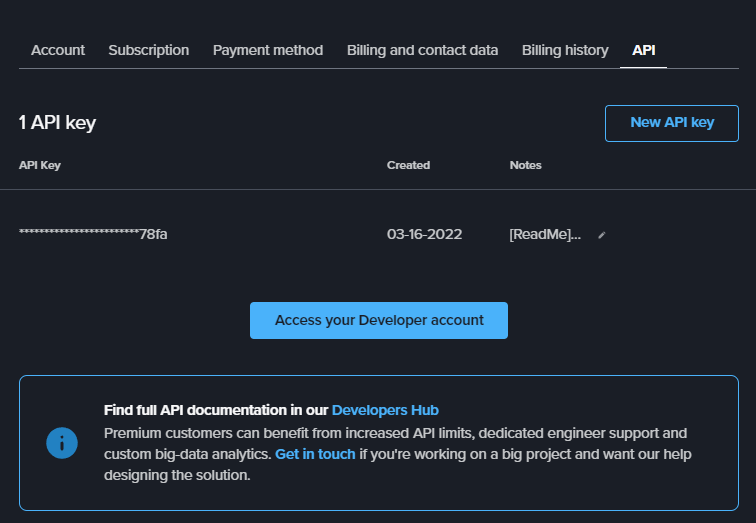 Account Subscription Payment method Billing and contact data Billing history API
1 API key
New API key
API Key Created Notes
************************78fa 03-16-2022 [ReadMe]...
Access your Developer account
Find full API documentation in our Developers Hub
Premium customers can benefit from increased API limits, dedicated engineer support and
custom big-data analytics. Get in touch if you're working on a big project and want our help
designing the solution.